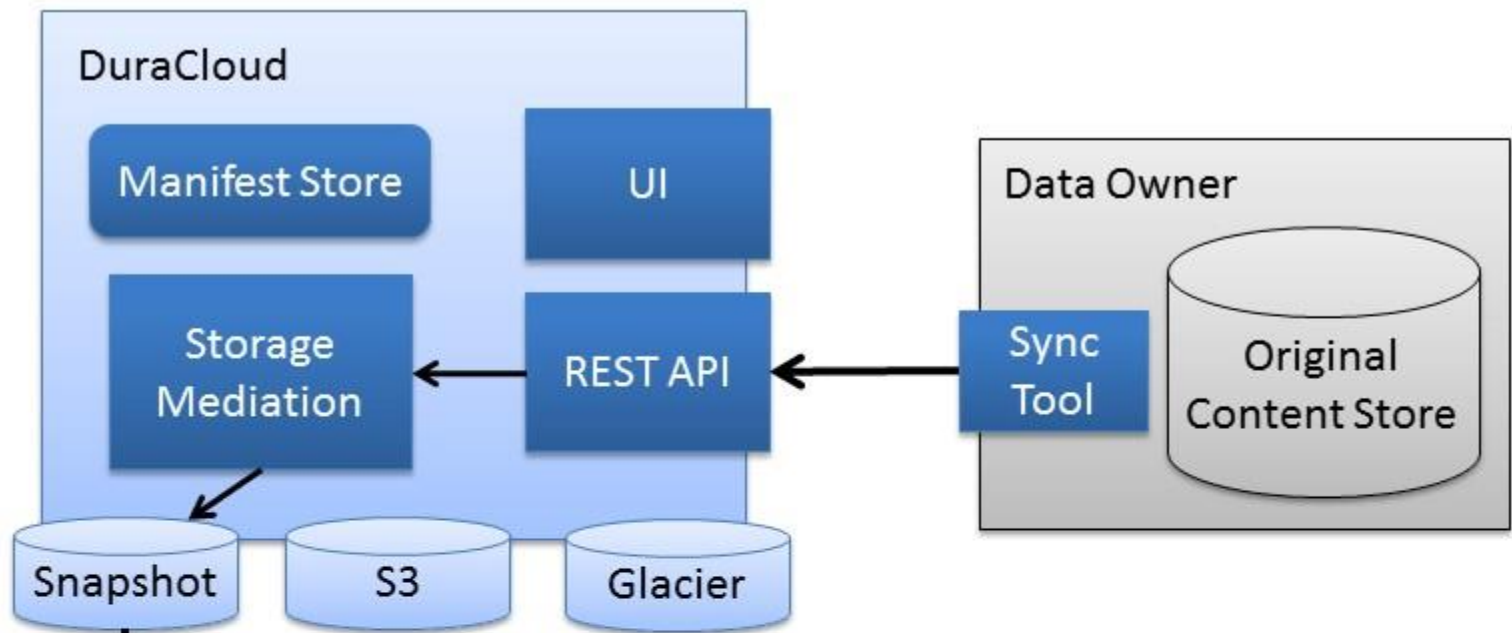 DuraCloud
Manifest Store
UI
Storage
Mediation
REST API
Snapshot
S3
Glacier
Data Owner
Sync
Tool
Original
Content Store